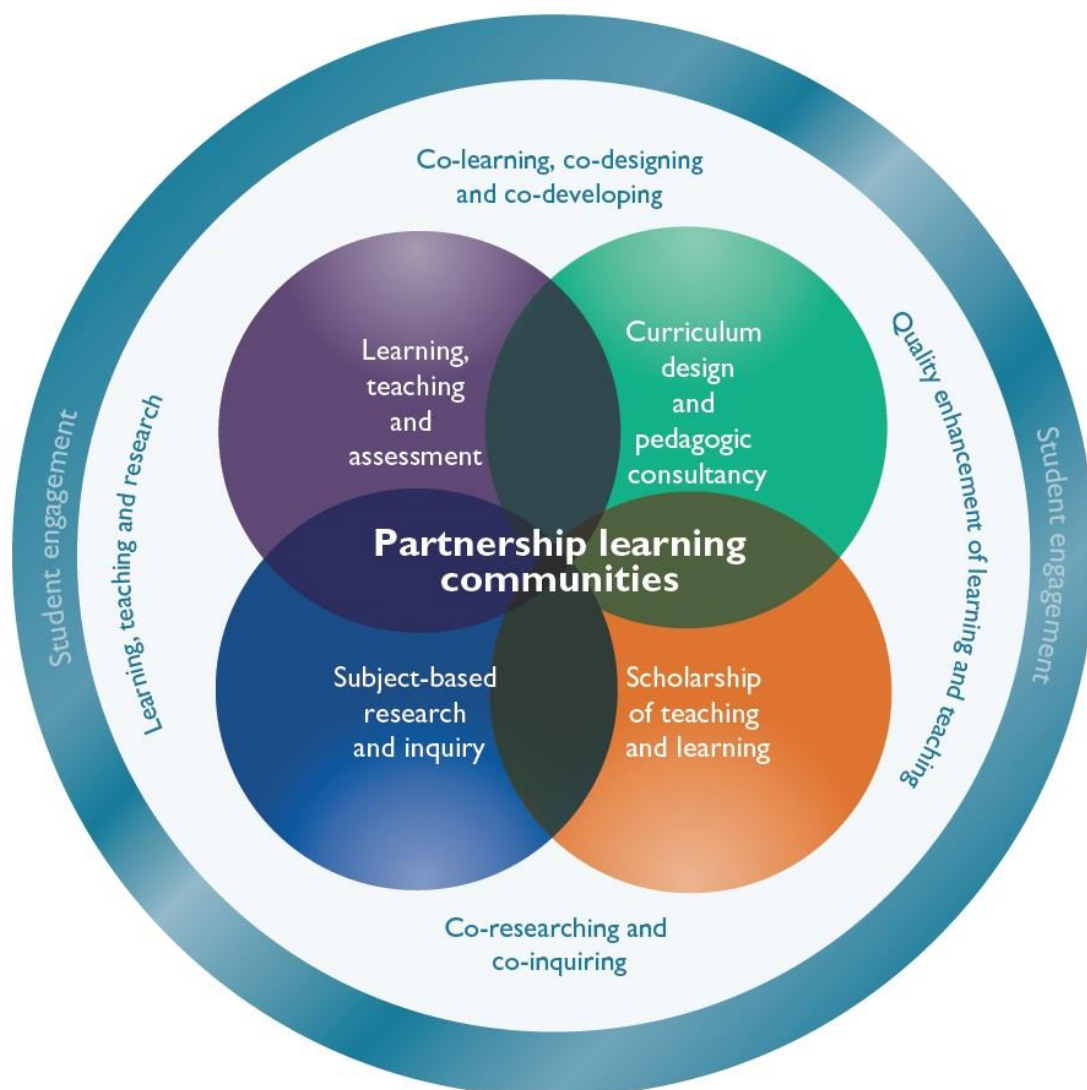 Co-learning, co-designing
and co-developing
Student engagement
Learning, teaching and research
Learning,
teaching
and
assessment
Curriculum
design
and
pedagogic
consultancy
Quality enhancement of learning and teaching
Student engagement
Partnership learning
communities
Subject-based
research
and inquiry
Scholarship
of teaching
and learning
Co-researching and
co-inquiring